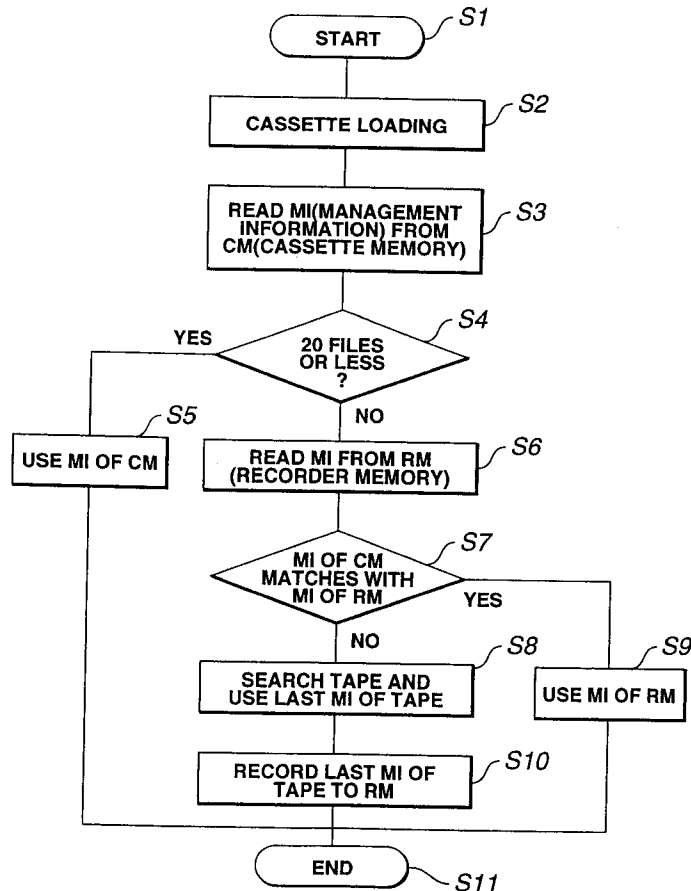 START
S1
CASSETTE LOADING
S2
READ MI(MANAGEMENT
INFORMATION) FROM
CM(CASSETTE MEMORY)
S3
20 FILES
OR LESS
?
S4
YES
NO
USE MI OF CM
S5
READ MI FROM RM
(RECORDER MEMORY)
S6
MI OF CM
MATCHES WITH
MI OF RM
S7
YES
NO
SEARCH TAPE AND
USE LAST MI OF TAPE
S8
USE MI OF RM
S9
RECORD LAST MI OF
TAPE TO RM
S10
END
S11